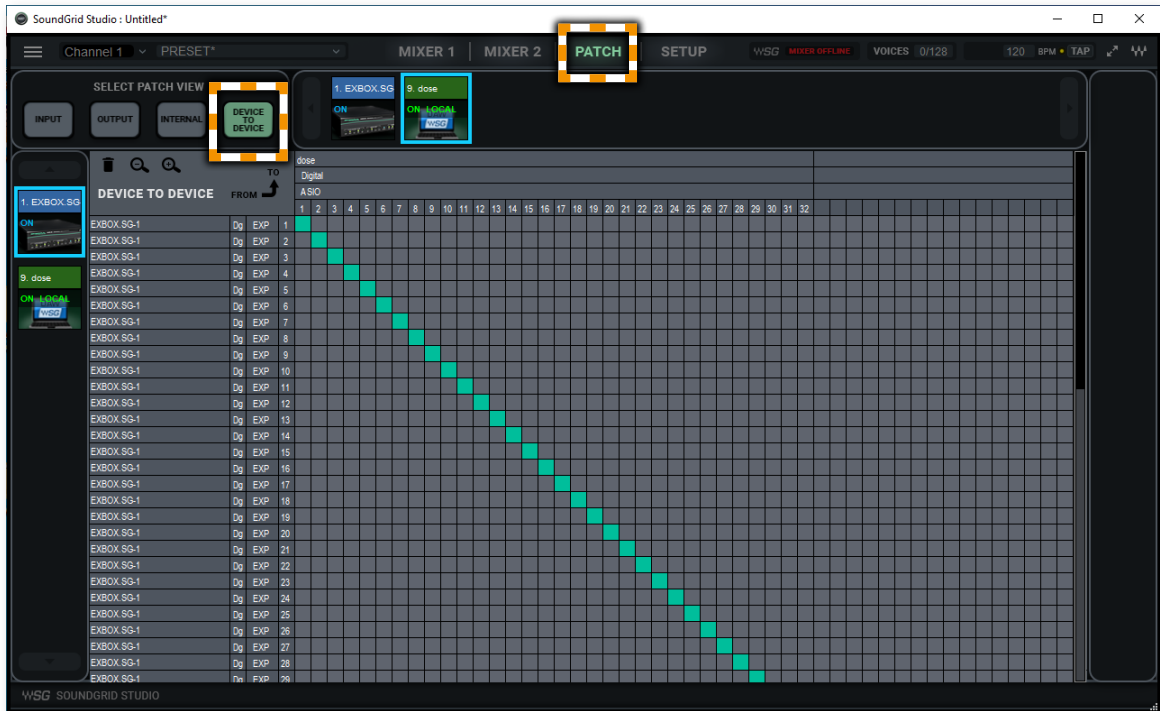 SoundGrid Studio : Untitled*
Channel 1 PRESET* MIXER 1 MIXER 2 PATCH SETUP WSG MIXER OFFLINE VOICES 0/128 120 BPM • TAP
SELECT PATCH VIEW
INPUT OUTPUT INTERNAL DEVICE TO DEVICE
1. EXBOX.SG 9. dose
ON ON LOCAL
WSG
TO
DEVICE TO DEVICE FROM
dose
Digital
ASIO
1 2 3 4 5 6 7 8 9 10 11 12 13 14 15 16 17 18 19 20 21 22 23 24 25 26 27 28 29 30 31 32
1. EXBOX.SG
ON
9. dose
ON LOCAL
WSG
EXBOX.SG-1 Dg EXP 1
EXBOX.SG-1 Dg EXP 2
EXBOX.SG-1 Dg EXP 3
EXBOX.SG-1 Dg EXP 4
EXBOX.SG-1 Dg EXP 5
EXBOX.SG-1 Dg EXP 6
EXBOX.SG-1 Dg EXP 7
EXBOX.SG-1 Dg EXP 8
EXBOX.SG-1 Dg EXP 9
EXBOX.SG-1 Dg EXP 10
EXBOX.SG-1 Dg EXP 11
EXBOX.SG-1 Dg EXP 12
EXBOX.SG-1 Dg EXP 13
EXBOX.SG-1 Dg EXP 14
EXBOX.SG-1 Dg EXP 15
EXBOX.SG-1 Dg EXP 16
EXBOX.SG-1 Dg EXP 17
EXBOX.SG-1 Dg EXP 18
EXBOX.SG-1 Dg EXP 19
EXBOX.SG-1 Dg EXP 20
EXBOX.SG-1 Dg EXP 21
EXBOX.SG-1 Dg EXP 22
EXBOX.SG-1 Dg EXP 23
EXBOX.SG-1 Dg EXP 24
EXBOX.SG-1 Dg EXP 25
EXBOX.SG-1 Dg EXP 26
EXBOX.SG-1 Dg EXP 27
EXBOX.SG-1 Dg EXP 28
EXBOX.SG-1 Dg EXP 29
WSG SOUNDGRID STUDIO